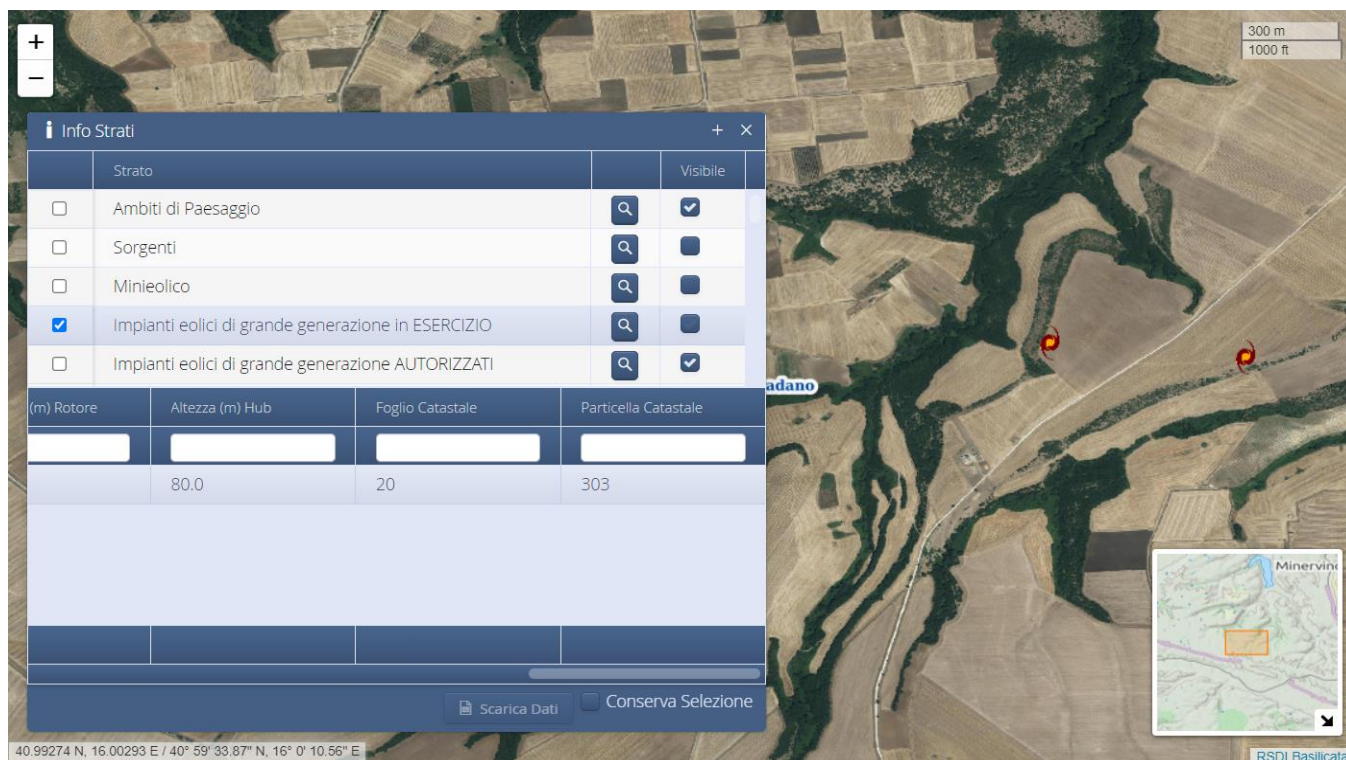 +
−
300 m
1000 ft
Info Strati
+ ×
Strato Visibile
Ambiti di Paesaggio
Sorgenti
Minieolico
Impianti eolici di grande generazione in ESERCIZIO
Impianti eolici di grande generazione AUTORIZZATI
adano
(m) Rotore Altezza (m) Hub Foglio Catastale Particella Catastale
80.0 20 303
Minervino
Scarica Dati Conserva Selezione
40.99274 N, 16.00293 E / 40° 59' 33.87" N, 16° 0' 10.56" E
RSDI Basilicata